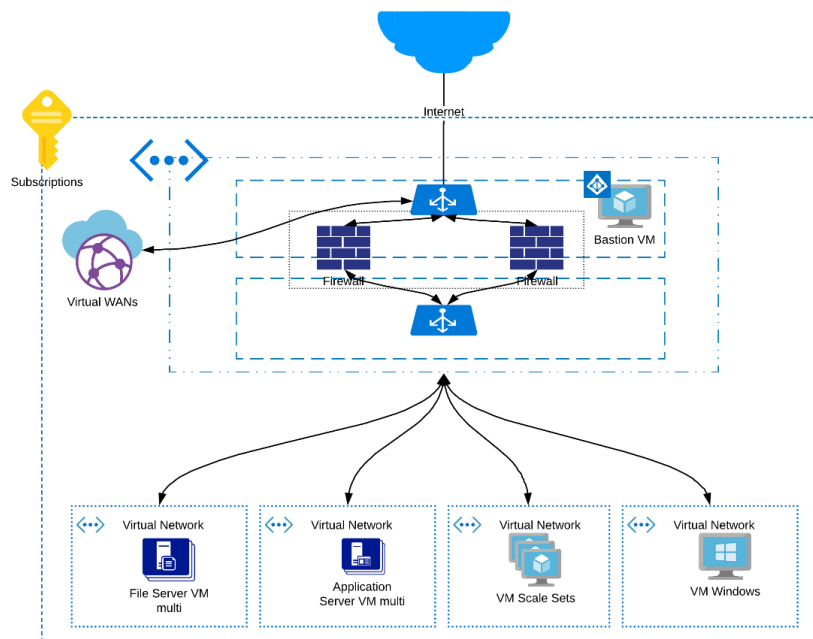 Internet
Subscriptions
Bastion VM
Virtual WANs
Firewall
Firewall
Virtual Network
File Server VM
multi
Virtual Network
Application
Server VM multi
Virtual Network
VM Scale Sets
Virtual Network
VM Windows